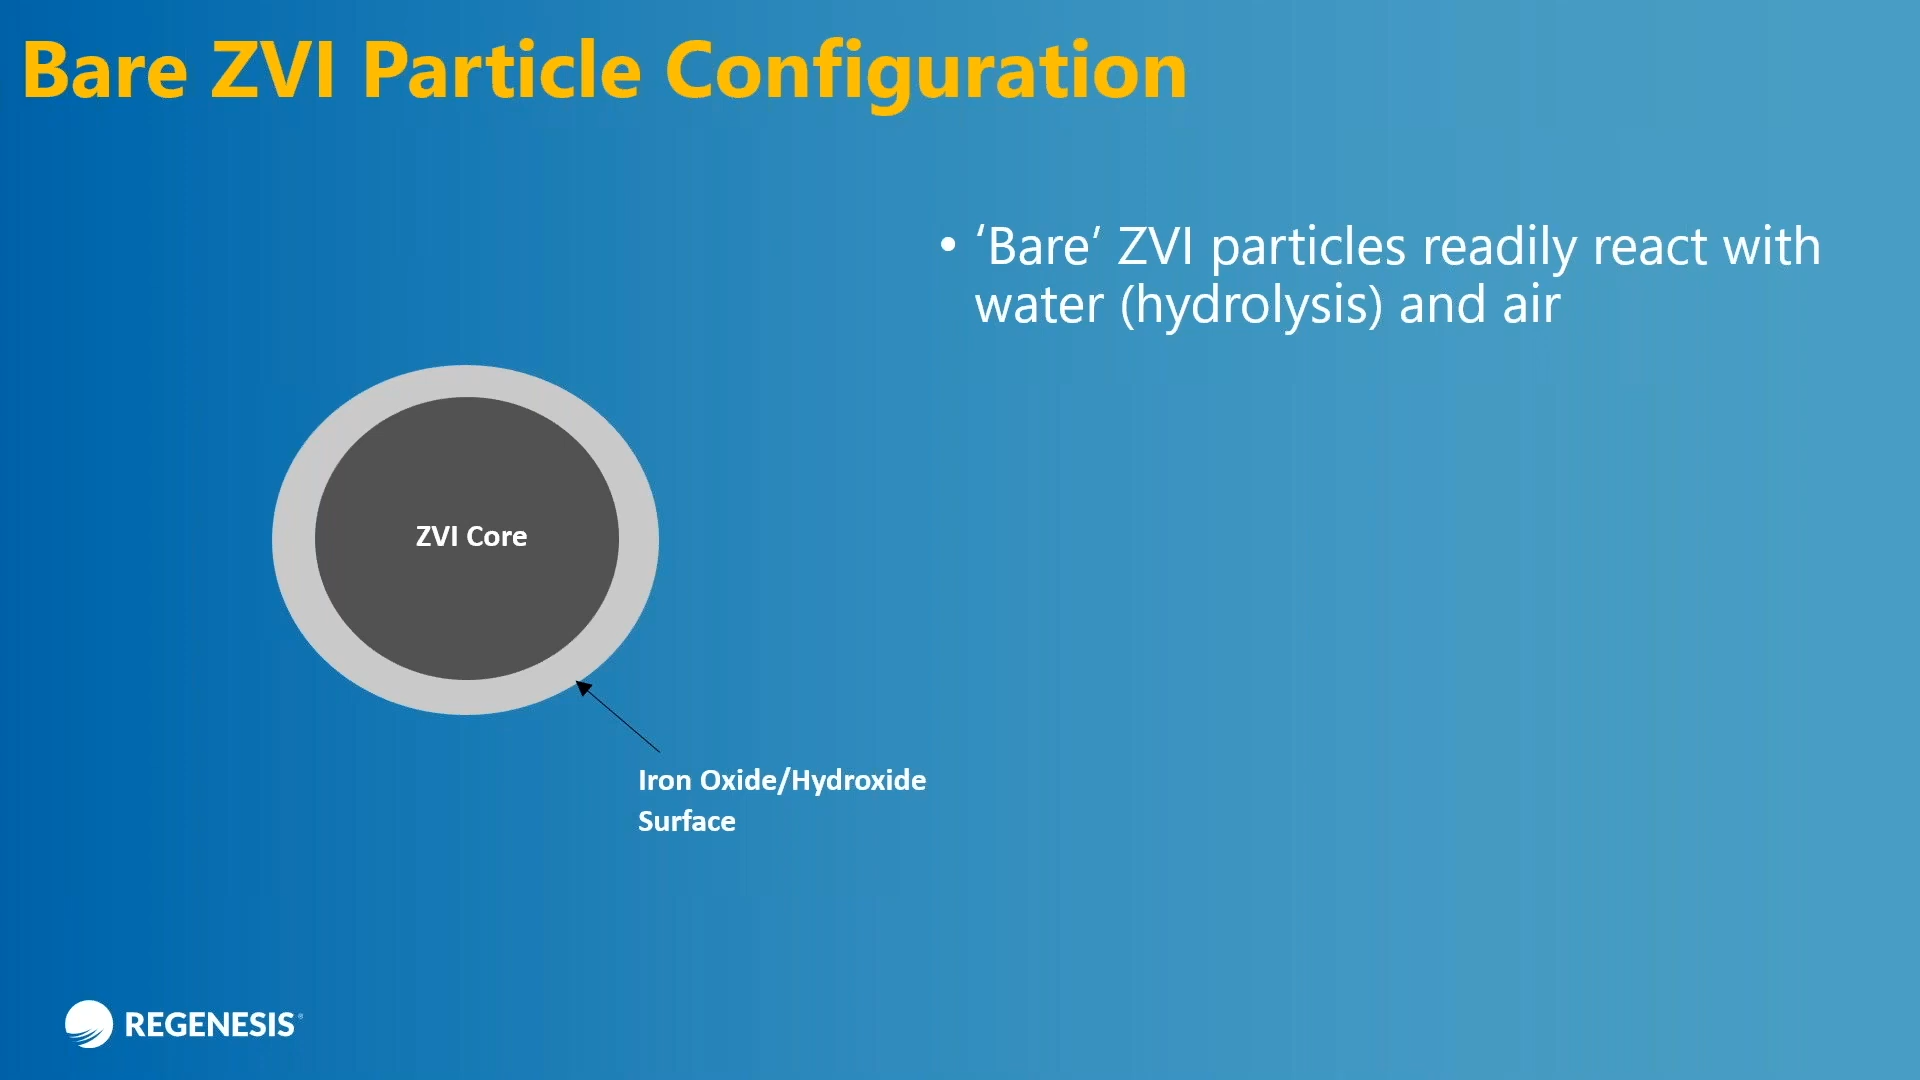 Bare ZVI Particle Configuration
• ‘Bare’ ZVI particles readily react with
water (hydrolysis) and air
ZVI Core
Iron Oxide/Hydroxide
Surface
REGENESIS®